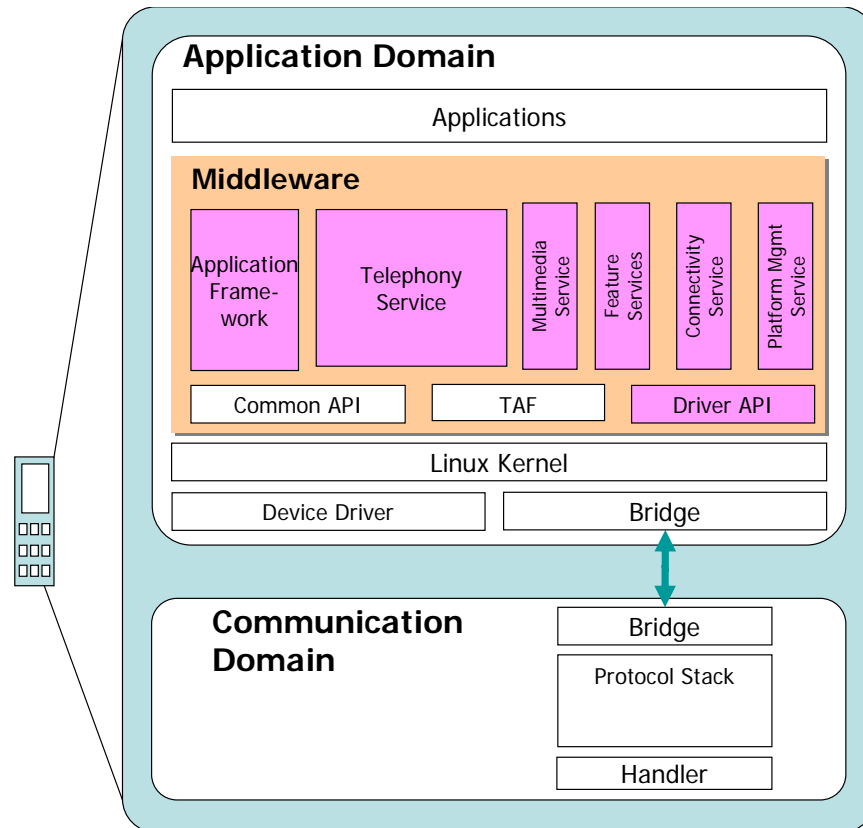 Application Domain
Applications
Middleware
Application
Frame-
work
Telephony
Service
Multimedia
Service
Feature
Services
Connectivity
Service
Platform Mgmt
Service
Common API
TAF
Driver API
Linux Kernel
Device Driver
Bridge
Communication
Domain
Bridge
Protocol Stack
Handler